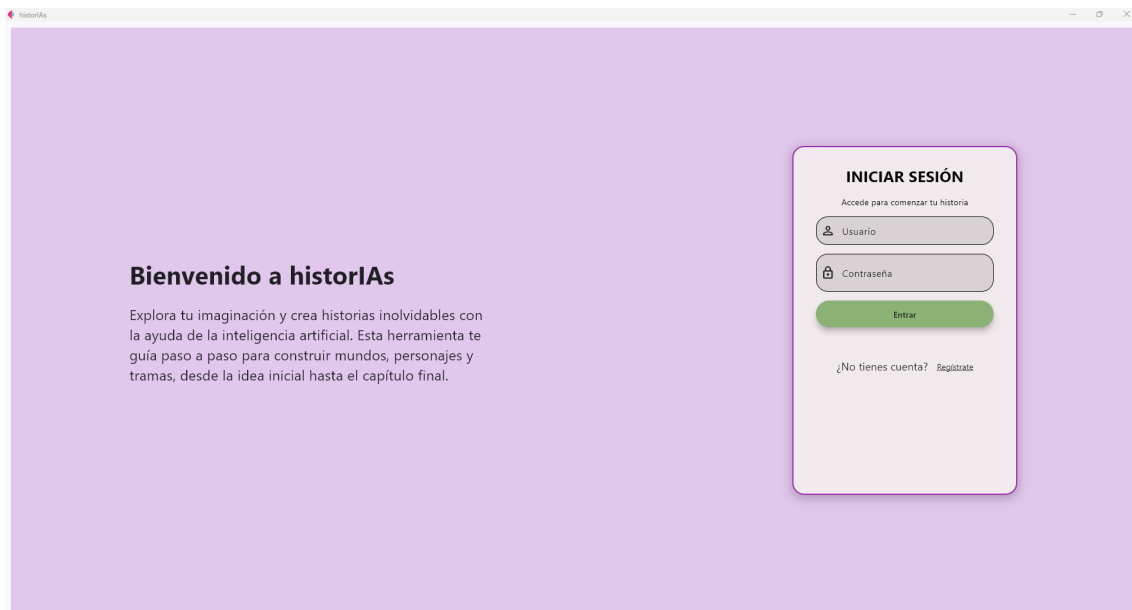 historIAs
Bienvenido a historIAs
Explora tu imaginación y crea historias inolvidables con
la ayuda de la inteligencia artificial. Esta herramienta te
guía paso a paso para construir mundos, personajes y
tramas, desde la idea inicial hasta el capítulo final.
INICIAR SESIÓN
Accede para comenzar tu historia
Usuario
Contraseña
Entrar
¿No tienes cuenta? Regístrate